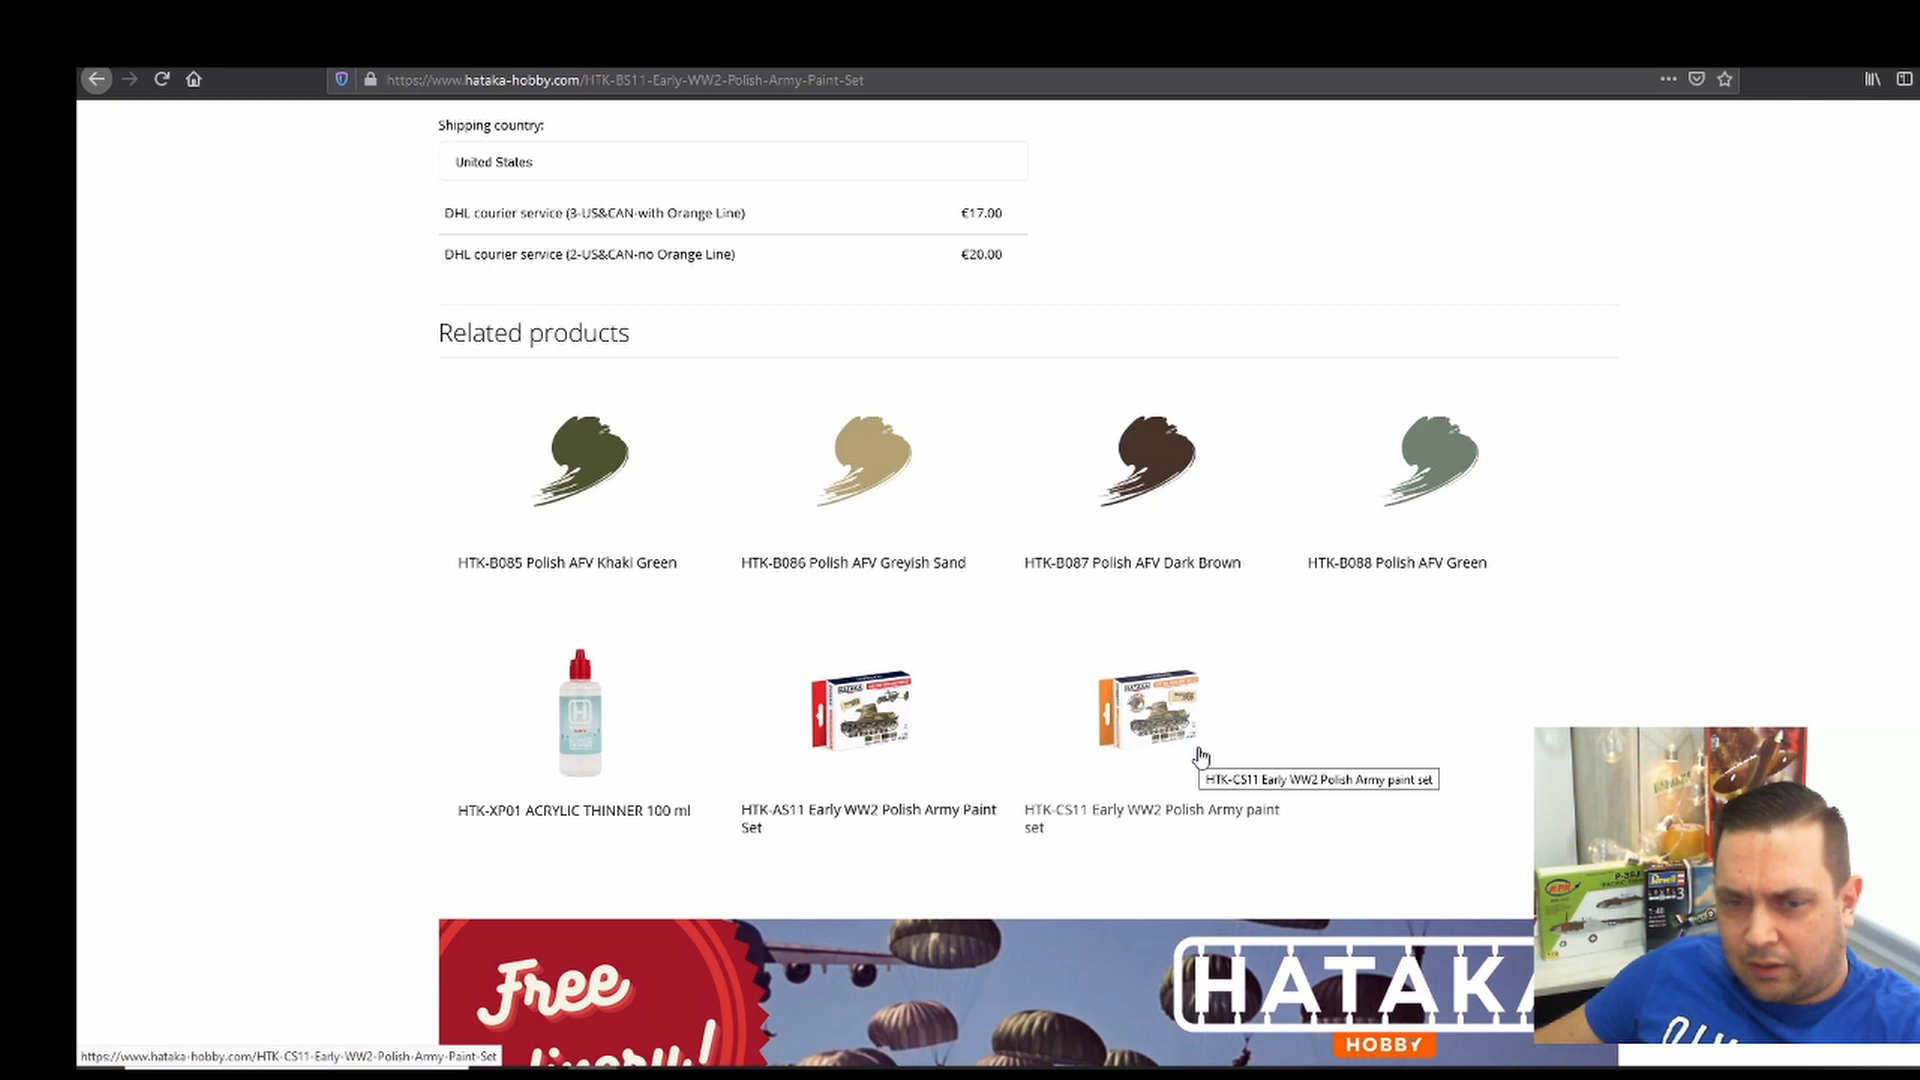 https://www.hataka-hobby.com/HTK-BS11-Early-WW2-Polish-Army-Paint-Set
Shipping country:
United States
DHL courier service (3-US&CAN-with Orange Line) €17.00
DHL courier service (2-US&CAN-no Orange Line) €20.00
Related products
HTK-B085 Polish AFV Khaki Green
HTK-B086 Polish AFV Greyish Sand
HTK-B087 Polish AFV Dark Brown
HTK-B088 Polish AFV Green
HATAKA
HATAKA
HTK-CS11 Early WW2 Polish Army paint set
HTK-XP01 ACRYLIC THINNER 100 ml
HTK-AS11 Early WW2 Polish Army Paint
Set
HTK-CS11 Early WW2 Polish Army paint
set
P-39J
Revell
3
Free
HATAKA
HOBBY
https://www.hataka-hobby.com/HTK-CS11-Early-WW2-Polish-Army-Paint-Set